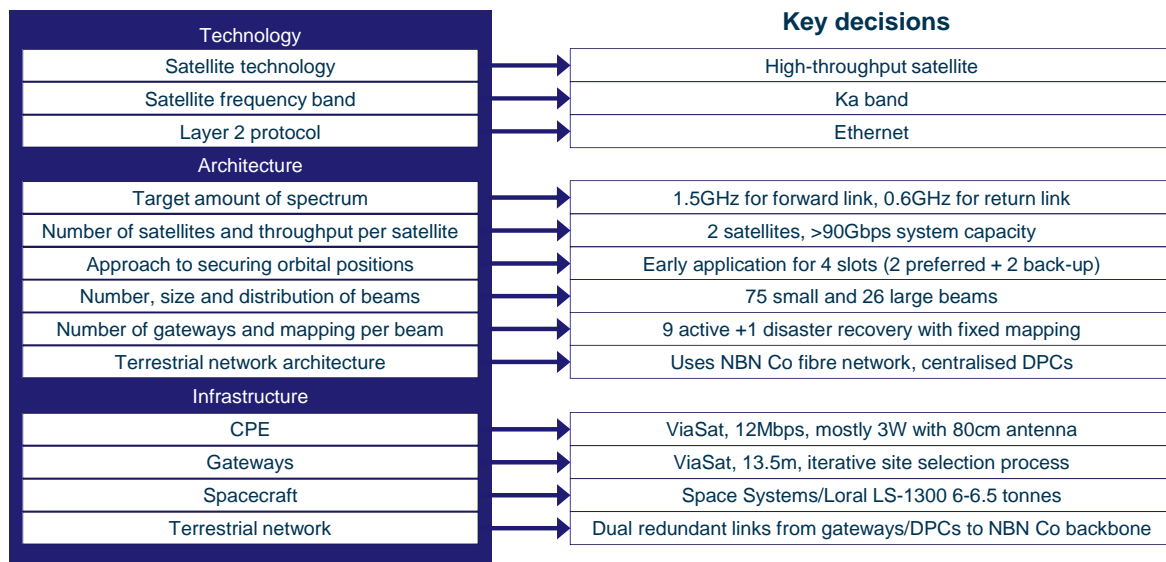 Key decisions
Technology
Satellite technology
High-throughput satellite
Satellite frequency band
Ka band
Layer 2 protocol
Ethernet
Architecture
Target amount of spectrum
1.5GHz for forward link, 0.6GHz for return link
Number of satellites and throughput per satellite
2 satellites, >90Gbps system capacity
Approach to securing orbital positions
Early application for 4 slots (2 preferred + 2 back-up)
Number, size and distribution of beams
75 small and 26 large beams
Number of gateways and mapping per beam
9 active +1 disaster recovery with fixed mapping
Terrestrial network architecture
Uses NBN Co fibre network, centralised DPCs
Infrastructure
CPE
ViaSat, 12Mbps, mostly 3W with 80cm antenna
Gateways
ViaSat, 13.5m, iterative site selection process
Spacecraft
Space Systems/Loral LS-1300 6-6.5 tonnes
Terrestrial network
Dual redundant links from gateways/DPCs to NBN Co backbone